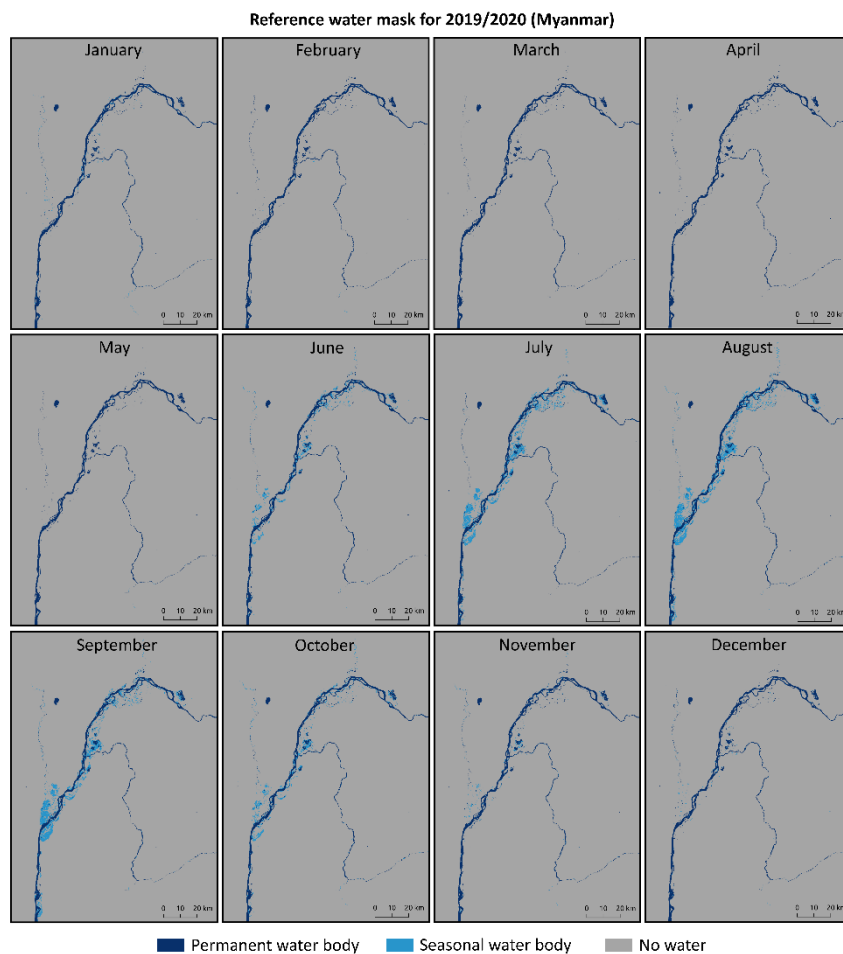 Reference water mask for 2019/2020 (Myanmar)
January
February
March
April
0 10 20 km
0 10 20 km
0 10 20 km
0 10 20 km
May
June
July
August
0 10 20 km
0 10 20 km
0 10 20 km
0 10 20 km
September
October
November
December
0 10 20 km
0 10 20 km
0 10 20 km
0 10 20 km
Permanent water body
Seasonal water body
No water